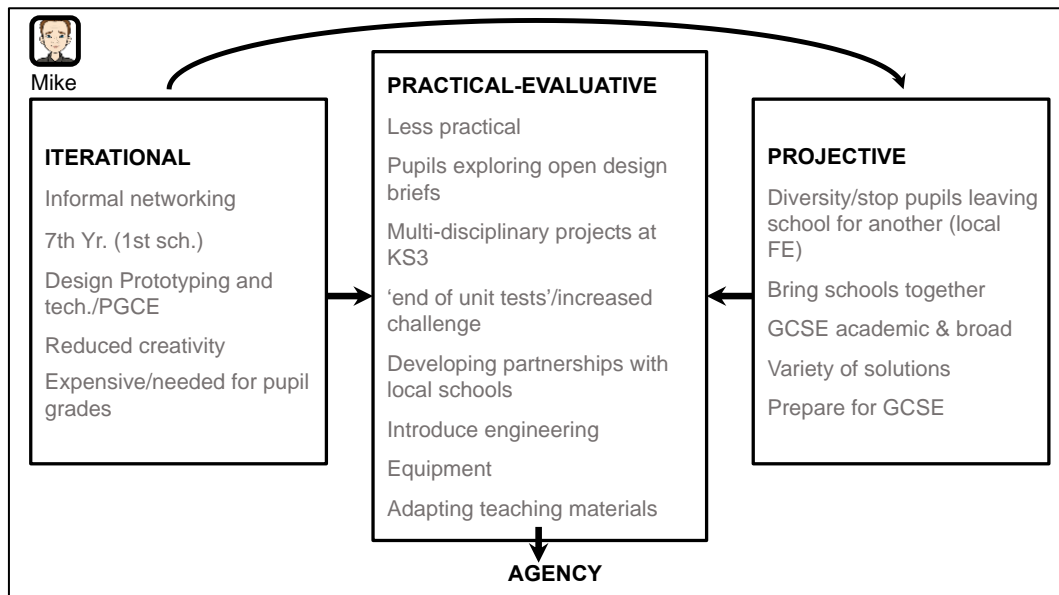 Mike
ITERATIONAL
Informal networking
7th Yr. (1st sch.)
Design Prototyping and
tech./PGCE
Reduced creativity
Expensive/needed for pupil
grades
PRACTICAL-EVALUATIVE
Less practical
Pupils exploring open design
briefs
Multi-disciplinary projects at
KS3
‘end of unit tests’/increased
challenge
Developing partnerships with
local schools
Introduce engineering
Equipment
Adapting teaching materials
PROJECTIVE
Diversity/stop pupils leaving
school for another (local
FE)
Bring schools together
GCSE academic & broad
Variety of solutions
Prepare for GCSE
AGENCY